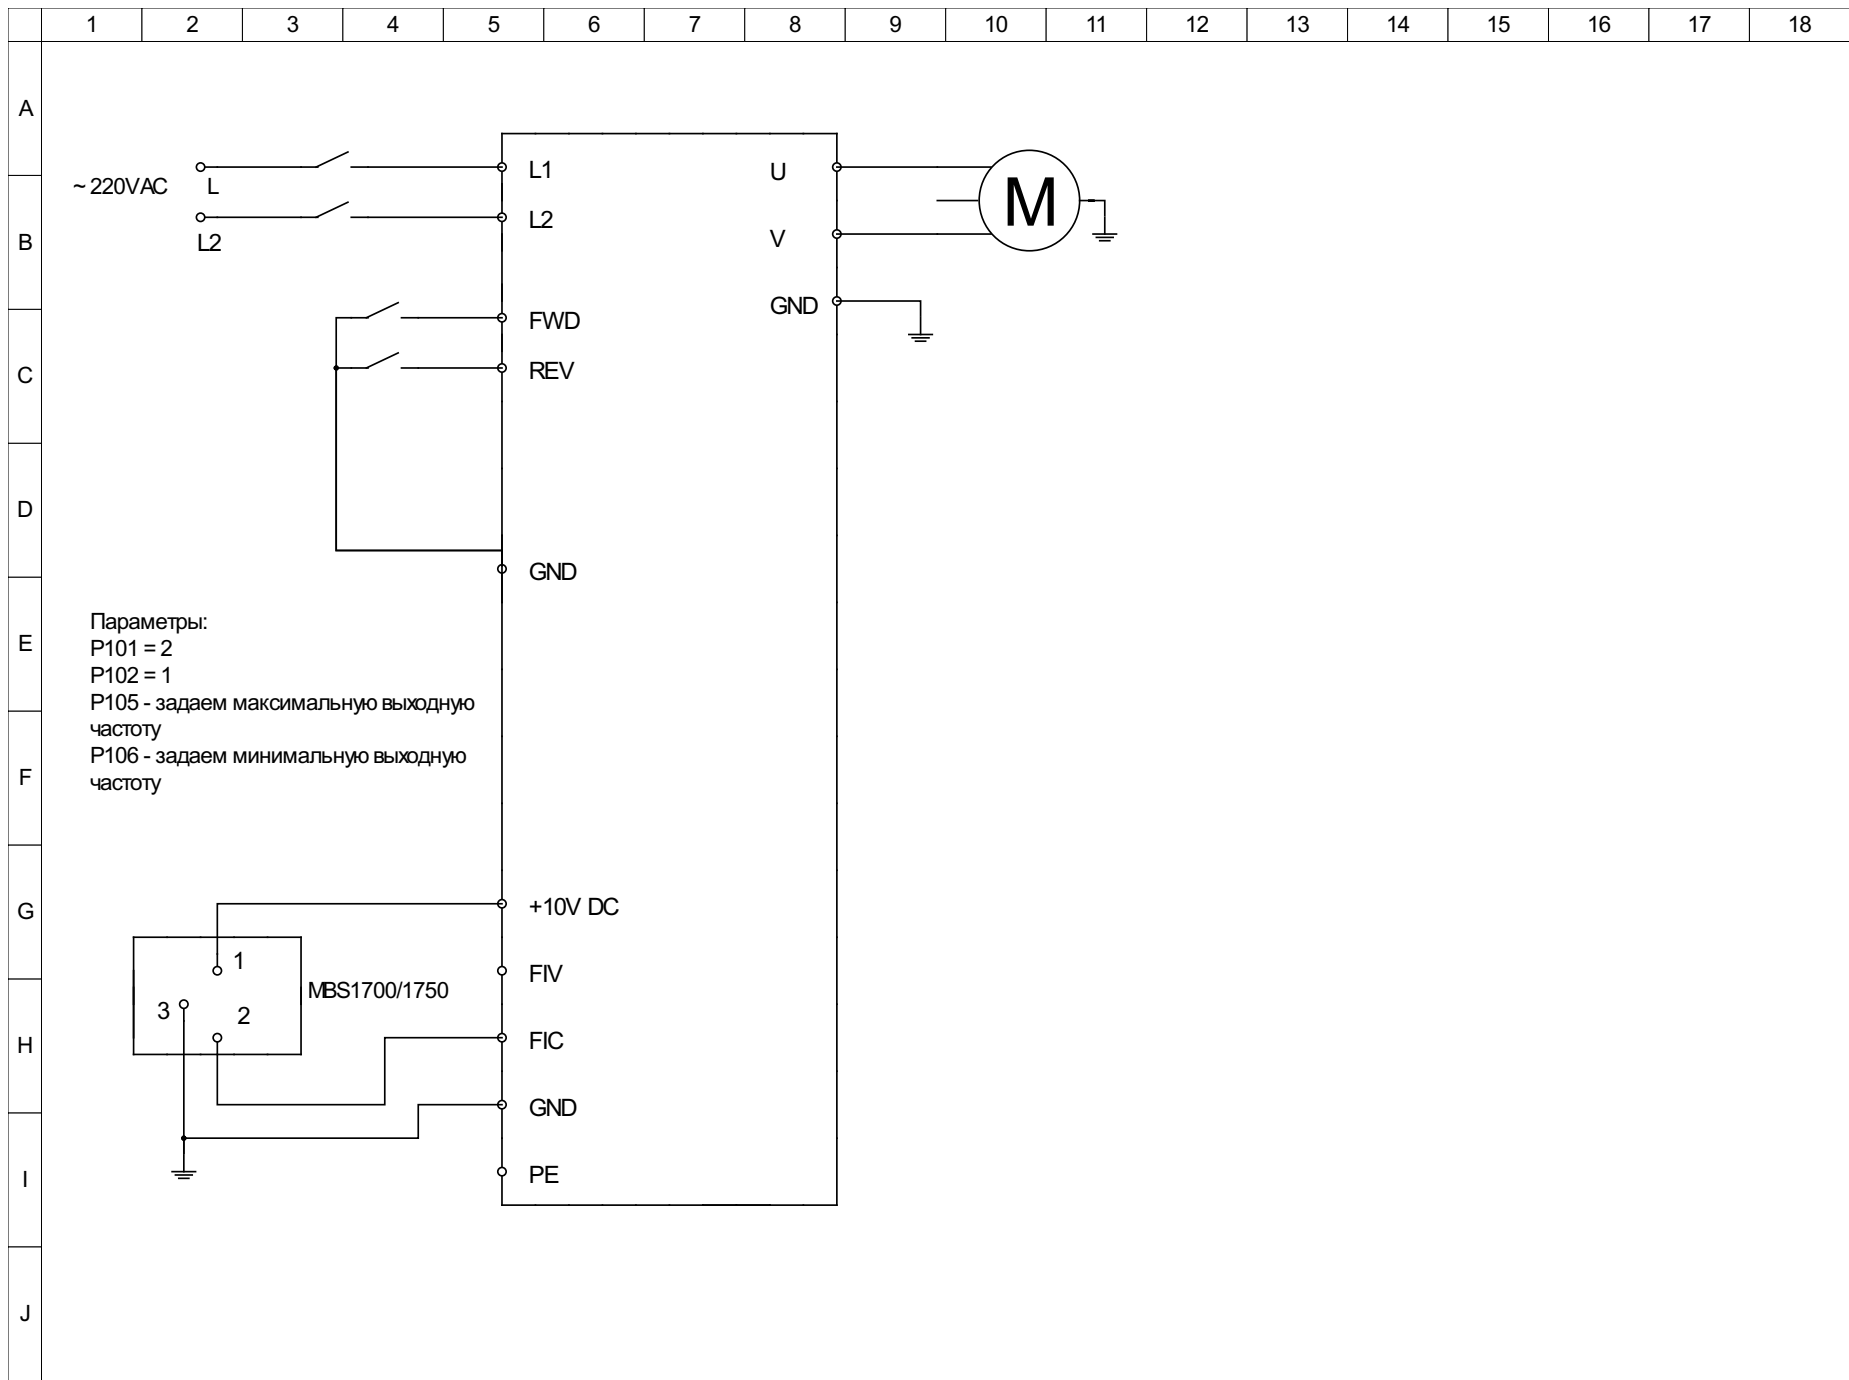 1 2 3 4 5 6 7 8 9 10 11 12 13 14 15 16 17 18
A
L1
U
M
~ 220VAC
L
B
L2
L2
V
GND
FWD
C
REV
D
GND
E
Параметры:
P101 = 2
P102 = 1
P105 - задаем максимальную выходную
частоту
P106 - задаем минимальную выходную
частоту
F
G
+10V DC
1
FIV
MBS1700/1750
3
2
H
FIC
GND
I
PE
J